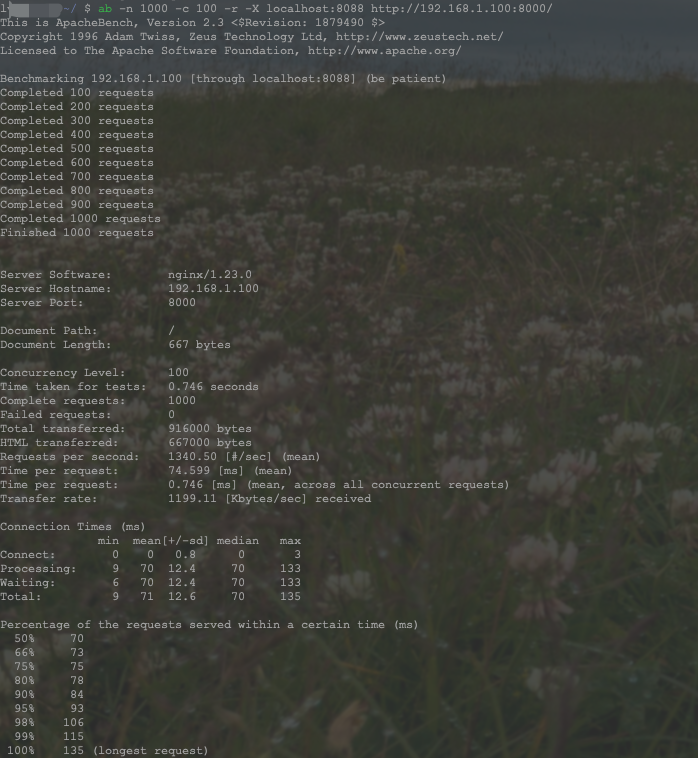 ~/ $ ab -n 1000 -c 100 -r -X localhost:8088 http://192.168.1.100:8000/
This is ApacheBench, Version 2.3 <$Revision: 1879490 $>
Copyright 1996 Adam Twiss, Zeus Technology Ltd, http://www.zeustech.net/
Licensed to The Apache Software Foundation, http://www.apache.org/

Benchmarking 192.168.1.100 [through localhost:8088] (be patient)
Completed 100 requests
Completed 200 requests
Completed 300 requests
Completed 400 requests
Completed 500 requests
Completed 600 requests
Completed 700 requests
Completed 800 requests
Completed 900 requests
Completed 1000 requests
Finished 1000 requests

Server Software:        nginx/1.23.0
Server Hostname:        192.168.1.100
Server Port:            8000

Document Path:          /
Document Length:        667 bytes

Concurrency Level:      100
Time taken for tests:   0.746 seconds
Complete requests:      1000
Failed requests:        0
Total transferred:      916000 bytes
HTML transferred:       667000 bytes
Requests per second:    1340.50 [#/sec] (mean)
Time per request:       74.599 [ms] (mean)
Time per request:       0.746 [ms] (mean, across all concurrent requests)
Transfer rate:          1199.11 [Kbytes/sec] received

Connection Times (ms)
              min  mean[+/-sd] median   max
Connect:        0    0   0.8      0       3
Processing:     9   70  12.4     70     133
Waiting:        6   70  12.4     70     133
Total:          9   71  12.6     70     135

Percentage of the requests served within a certain time (ms)
  50%     70
  66%     73
  75%     75
  80%     78
  90%     84
  95%     93
  98%    106
  99%    115
 100%    135 (longest request)